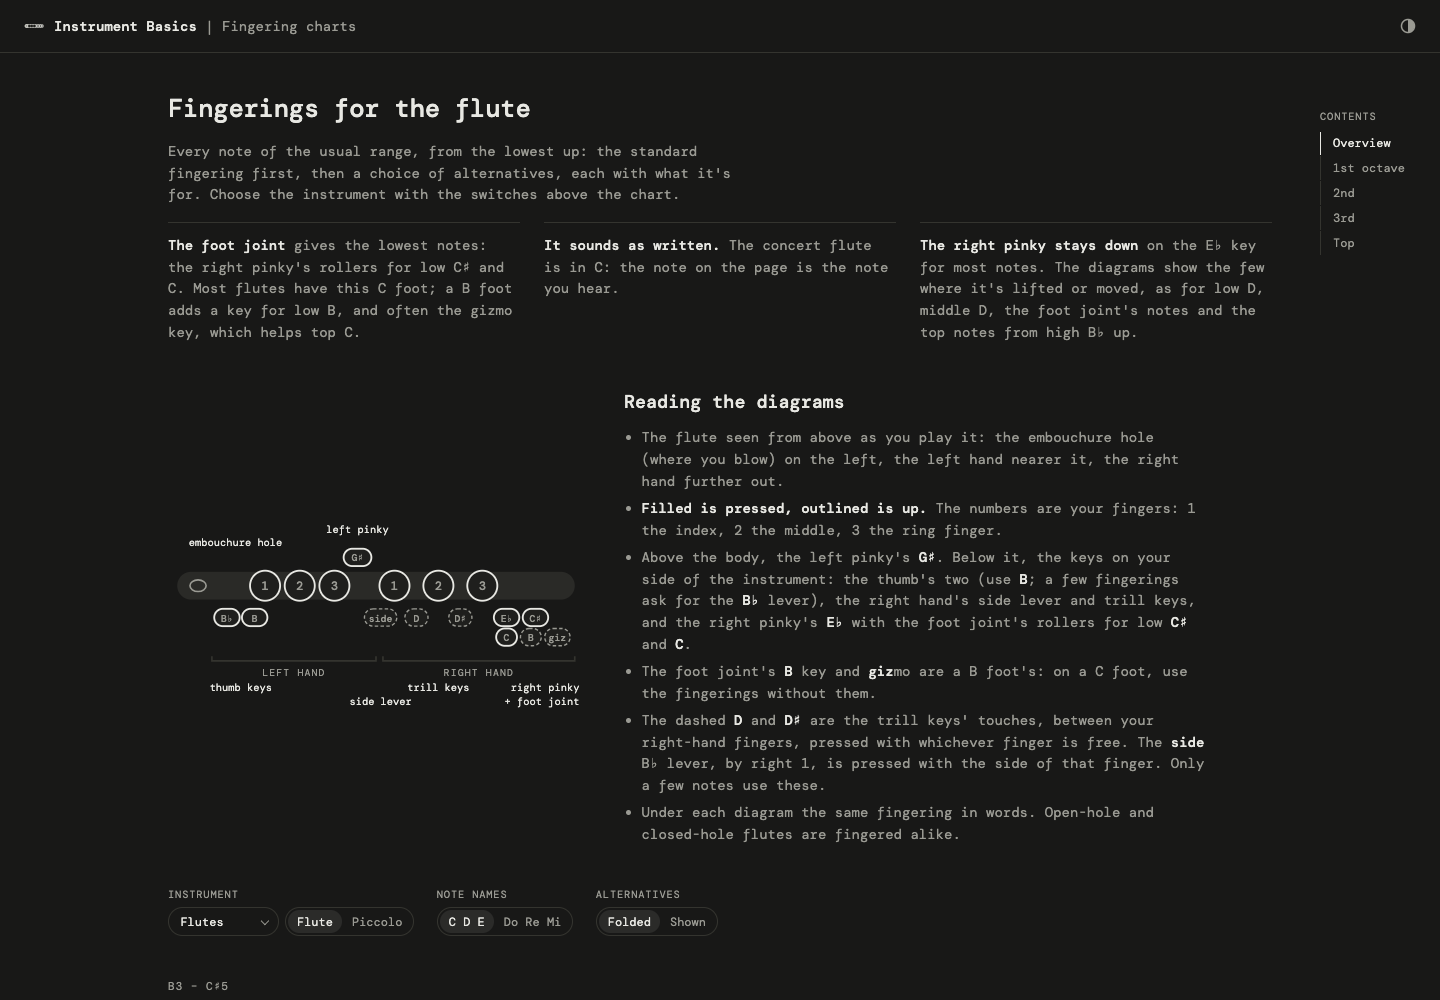 Instrument Basics | Fingering charts
Fingerings for the flute
Every note of the usual range, from the lowest up: the standard
fingering first, then a choice of alternatives, each with what it's
for. Choose the instrument with the switches above the chart.
CONTENTS
Overview
1st octave
2nd
3rd
Top
The foot joint gives the lowest notes:
the right pinky's rollers for low C♯ and
C. Most flutes have this C foot; a B foot
adds a key for low B, and often the gizmo
key, which helps top C.
It sounds as written. The concert flute
is in C: the note on the page is the note
you hear.
The right pinky stays down on the E♭ key
for most notes. The diagrams show the few
where it's lifted or moved, as for low D,
middle D, the foot joint's notes and the
top notes from high B♭ up.
left pinky
embouchure hole
G♯
1 2 3 1 2 3
B♭ B side D D♯ E♭ C♯
C B giz
LEFT HAND RIGHT HAND
thumb keys trill keys right pinky
side lever + foot joint
Reading the diagrams
• The flute seen from above as you play it: the embouchure hole
(where you blow) on the left, the left hand nearer it, the right
hand further out.
• Filled is pressed, outlined is up. The numbers are your fingers: 1
the index, 2 the middle, 3 the ring finger.
• Above the body, the left pinky's G♯. Below it, the keys on your
side of the instrument: the thumb's two (use B; a few fingerings
ask for the B♭ lever), the right hand's side lever and trill keys,
and the right pinky's E♭ with the foot joint's rollers for low C♯
and C.
• The foot joint's B key and gizmo are a B foot's: on a C foot, use
the fingerings without them.
• The dashed D and D♯ are the trill keys' touches, between your
right-hand fingers, pressed with whichever finger is free. The side
B♭ lever, by right 1, is pressed with the side of that finger. Only
a few notes use these.
• Under each diagram the same fingering in words. Open-hole and
closed-hole flutes are fingered alike.
INSTRUMENT NOTE NAMES ALTERNATIVES
Flutes Flute Piccolo C D E Do Re Mi Folded Shown
B3 – C♯5